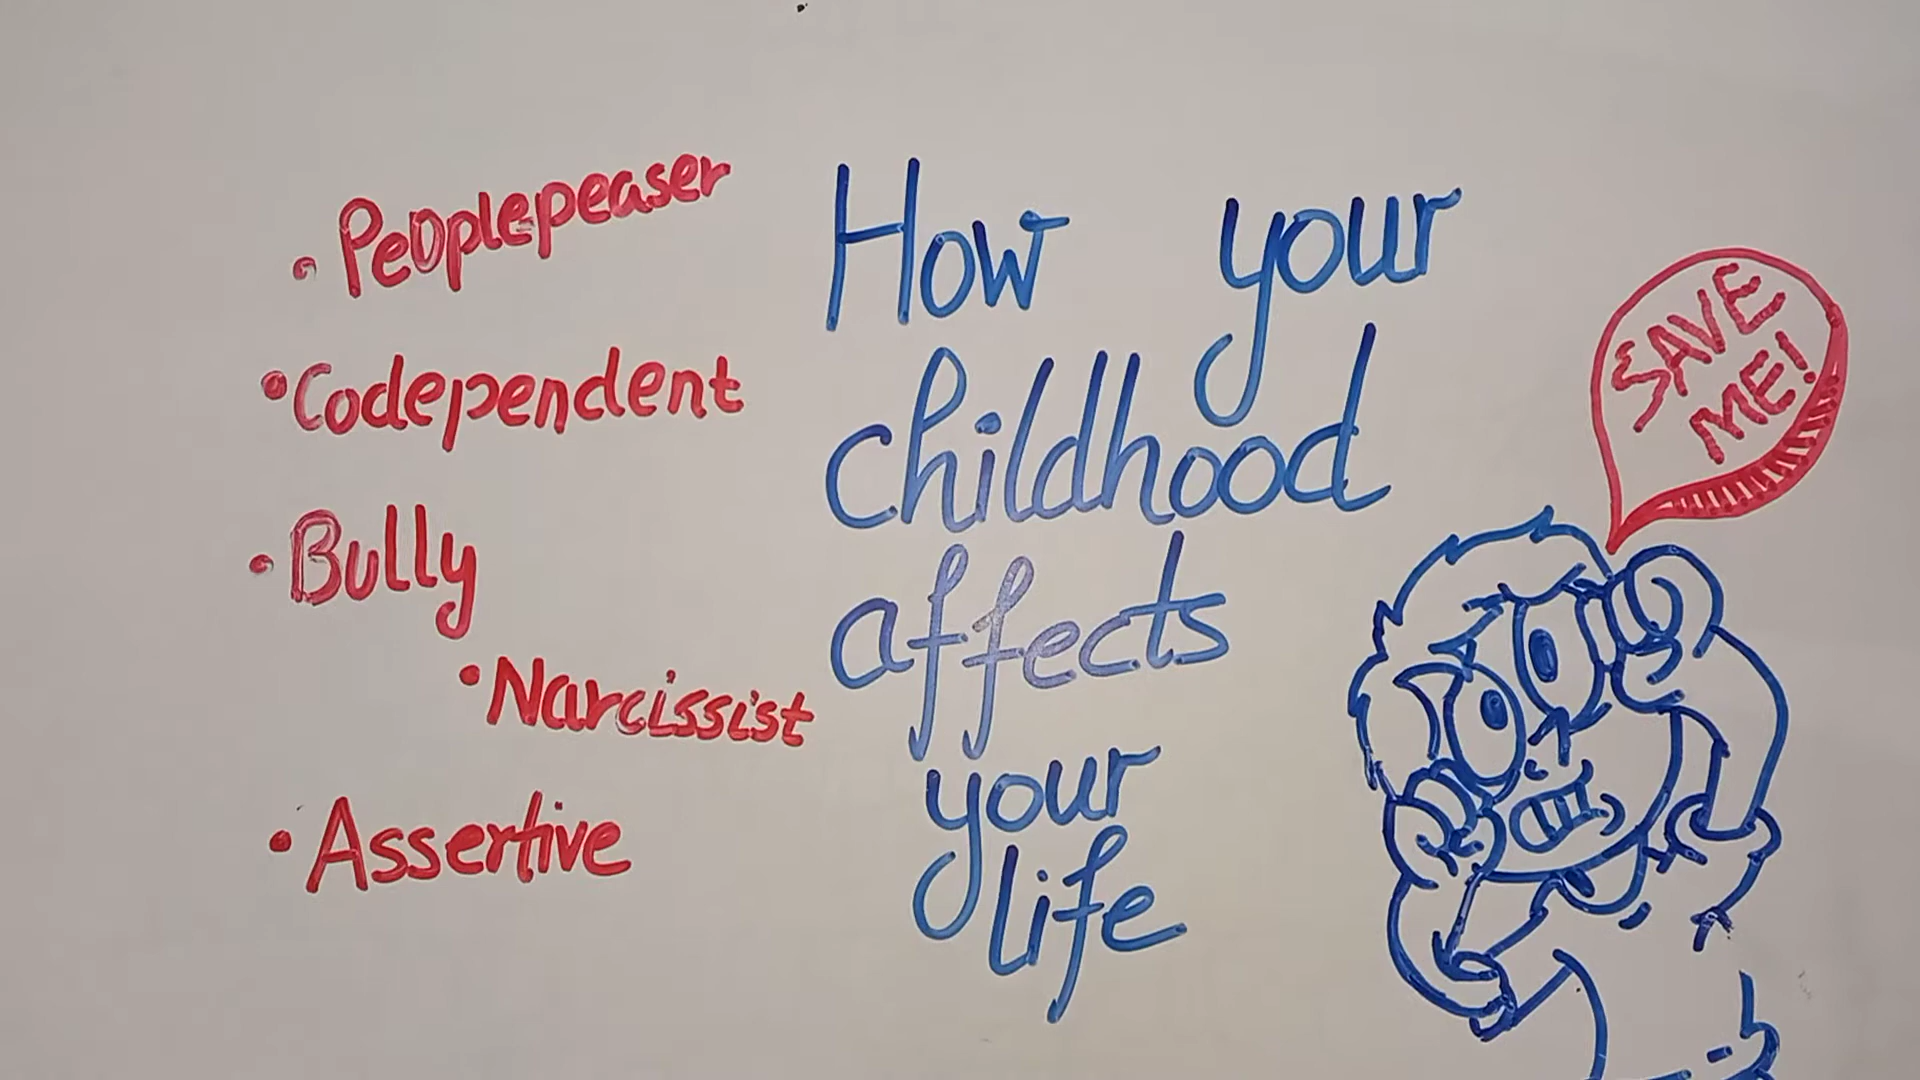 • Peoplepeaser
• Codependent
• Bully
• Narcissist
• Assertive
How your
childhood
affects
your
life
SAVE
ME!